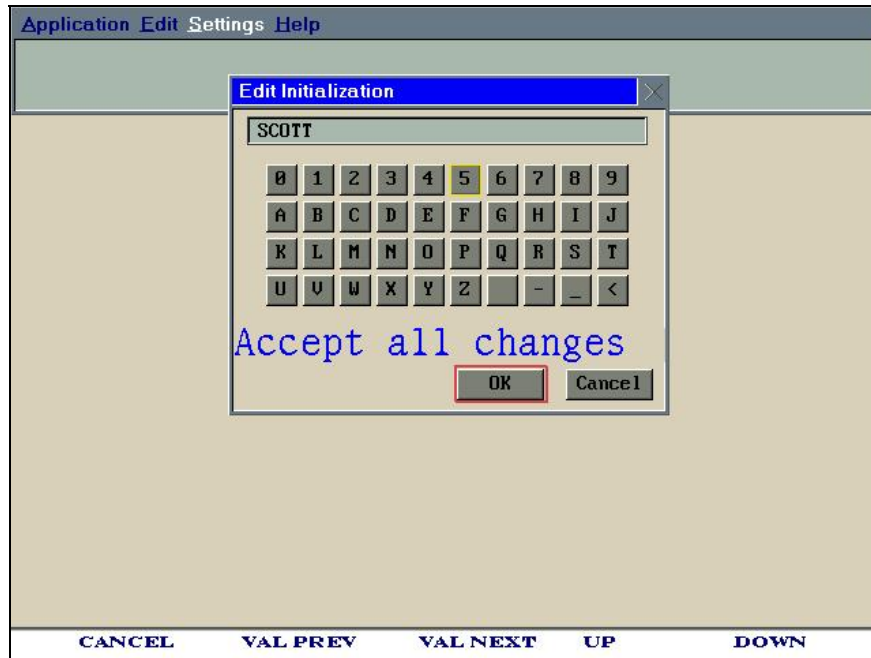 Application Edit Settings Help
Edit Initialization
SCOTT
0 1 2 3 4 5 6 7 8 9
A B C D E F G H I J
K L M N O P Q R S T
U V W X Y Z - _ <
Accept all changes
OK Cancel
CANCEL VAL PREV VAL NEXT UP DOWN